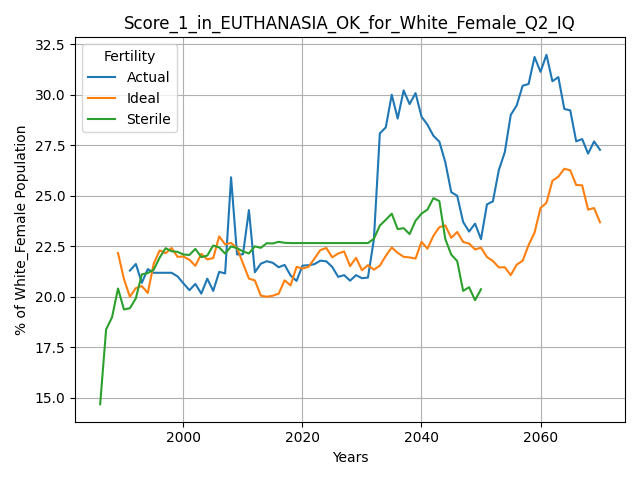 Score_1_in_EUTHANASIA_OK_for_White_Female_Q2_IQ
Fertility
Actual
Ideal
Sterile
32.5
30.0
27.5
25.0
22.5
20.0
17.5
15.0
% of White_Female Population
2000
2020
2040
2060
Years